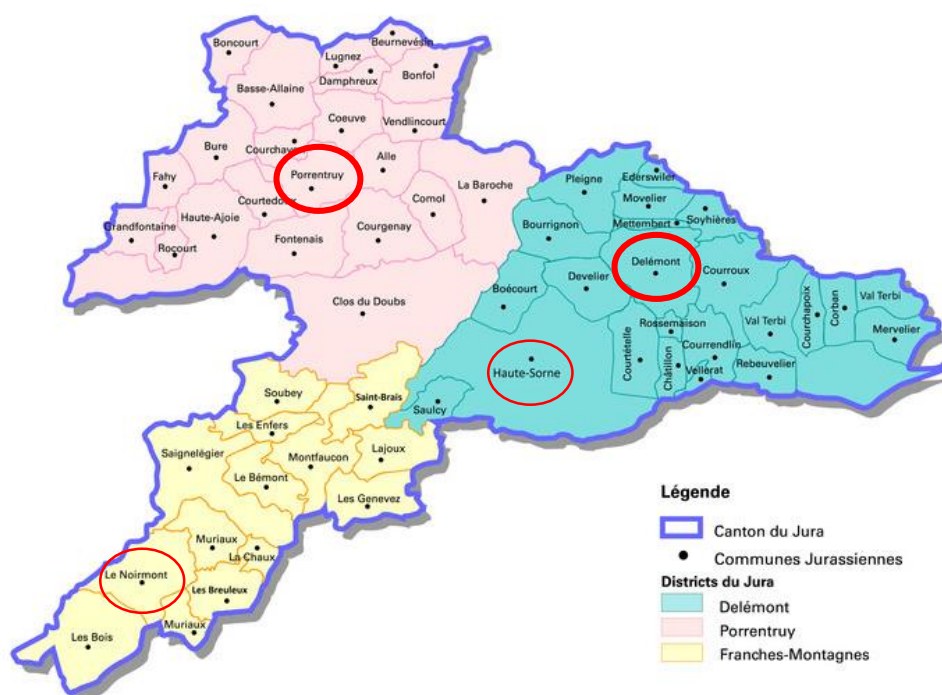 Beurnevésin
Boncourt
Lugnez
Bonfol
Damphreux
Basse-Allaine
Coeuve
Vendlincourt
Bure
Courchavo
Alle
Fahy
Porrentruy
La Baroche
Ederswiler
Pleigne
Cornol
Movelier
Courtedoux
Haute-Ajoie
Soyhières
Grandfontaine
Mettembert
Bourrignon
Rocourt
Fontenais
Courgenay
Delémont
Courroux
Develier
Boécourt
Clos du Doubs
Val Terbi
Courchapoix
Corban
Rossemaison
Val Terbi
Mervelier
Courtételle
Châtillon
Courrendlin
Haute-Sorne
Vellerat
Rebeuvelier
Soubey
Saint-Brais
Saulcy
Les Enfers
Saignelégier
Montfaucon
Lajoux
Le Bémont
Les Genevez
Muriaux
La Chaux
Le Noirmont
Les Breuleux
Muriaux
Les Bois
Légende
Canton du Jura
Communes Jurassiennes
Districts du Jura
Delémont
Porrentruy
Franches-Montagnes